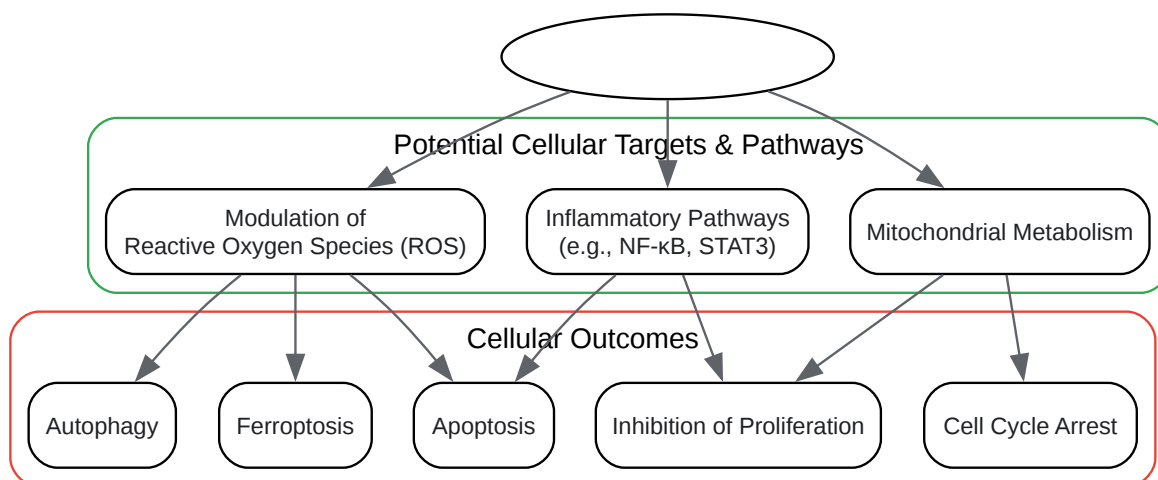 Potential Cellular Targets & Pathways
Modulation of
Reactive Oxygen Species (ROS)
Inflammatory Pathways
(e.g., NF-κB, STAT3)
Mitochondrial Metabolism
Cellular Outcomes
Autophagy
Ferroptosis
Apoptosis
Inhibition of Proliferation
Cell Cycle Arrest